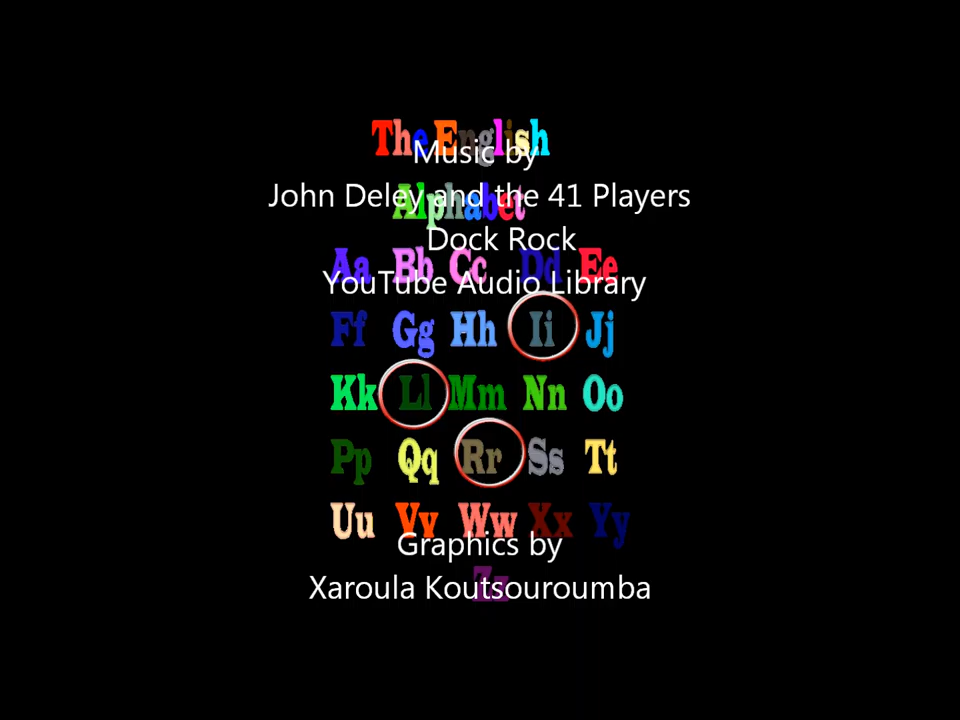 The English
Music by
John Deley and the 41 Players
Alphabet
Dock Rock
Aa Bb Cc Dd Ee
YouTube Audio Library
Ff Gg Hh Ii Jj
Kk Ll Mm Nn Oo
Pp Qq Rr Ss Tt
Uu Vv Ww Xx Yy
Graphics by
Zz
Xaroula Koutsouroumba